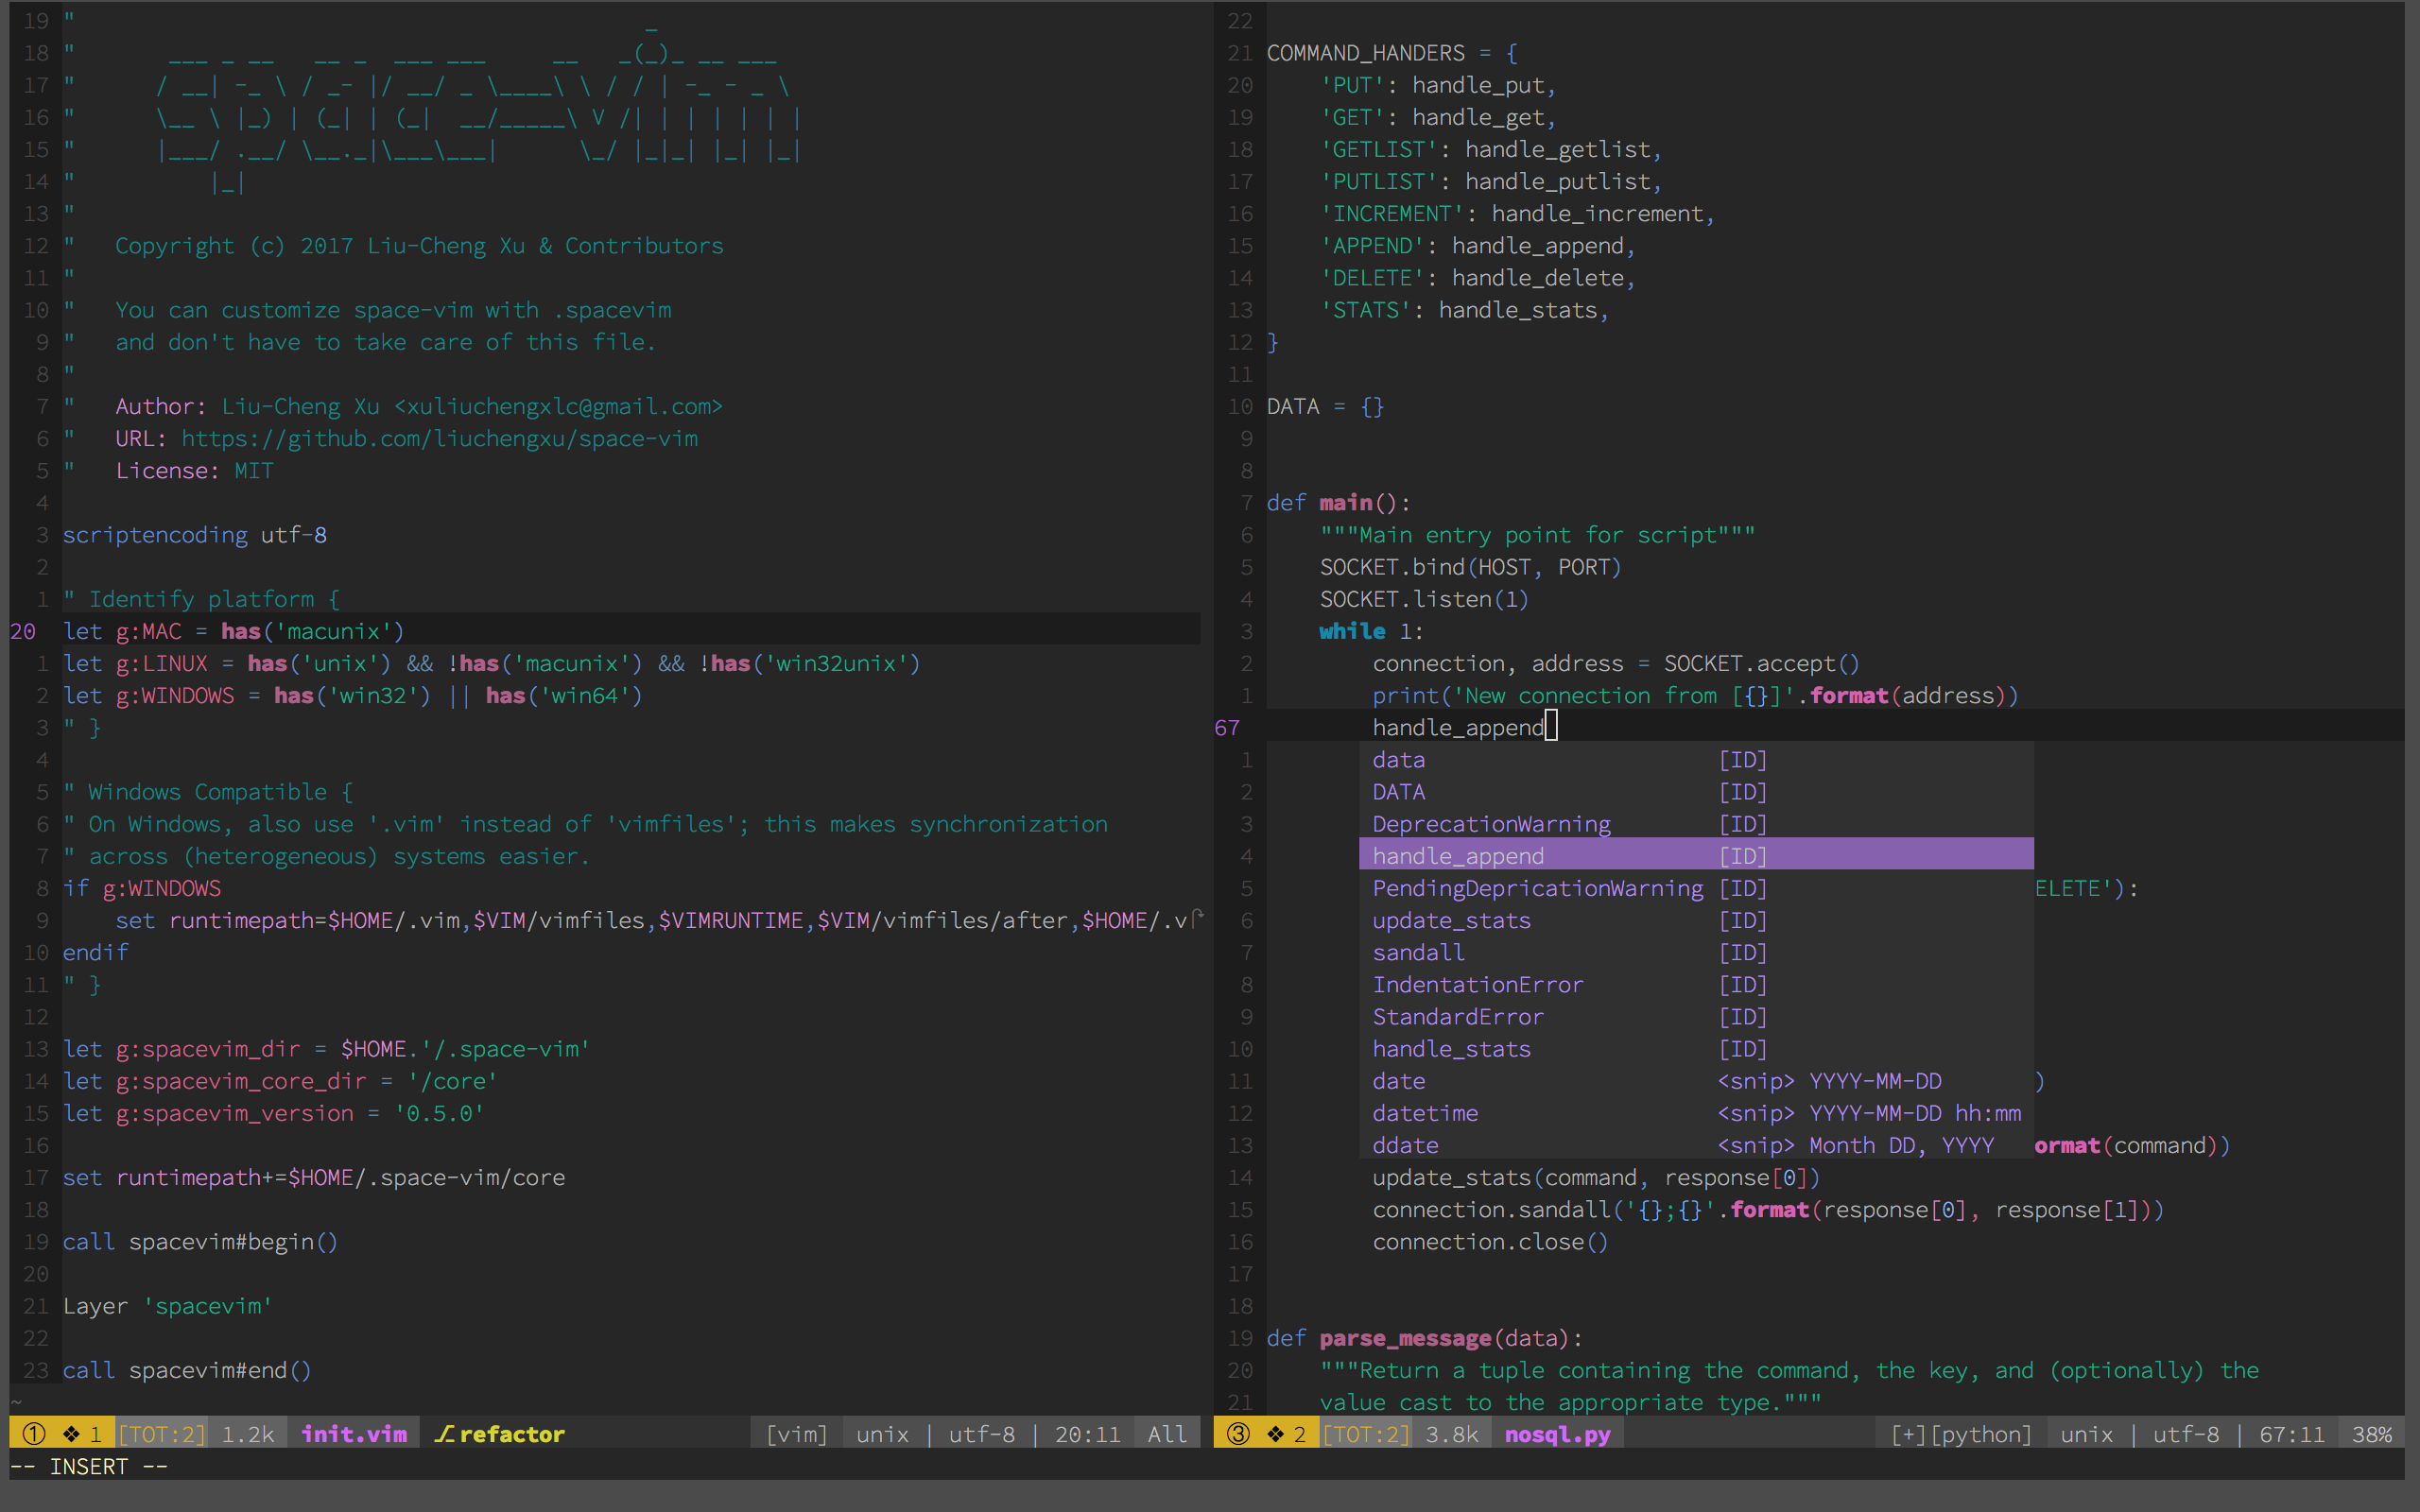 19 "                                            _
18 "       ___ _ __   __ _  ___ ___     __   _(_)_ __ ___
17 "      / __| -_ \ / _- |/ __/ _ \____\ \ / / | -_ - _ \
16 "      \__ \ |_) | (_| | (_|  __/_____\ V /| | | | | | |
15 "      |___/ .__/ \__._|\___\___|      \_/ |_|_| |_| |_|
14 "          |_|
13 "
12 "   Copyright (c) 2017 Liu-Cheng Xu & Contributors
11 "
10 "   You can customize space-vim with .spacevim
9 "   and don't have to take care of this file.
8 "
7 "   Author: Liu-Cheng Xu <xuliuchengxlc@gmail.com>
6 "   URL: https://github.com/liuchengxu/space-vim
5 "   License: MIT
4
3 scriptencoding utf-8
2
1 " Identify platform {
20 let g:MAC = has('macunix')
1 let g:LINUX = has('unix') && !has('macunix') && !has('win32unix')
2 let g:WINDOWS = has('win32') || has('win64')
3 " }
4
5 " Windows Compatible {
6 " On Windows, also use '.vim' instead of 'vimfiles'; this makes synchronization
7 " across (heterogeneous) systems easier.
8 if g:WINDOWS
9     set runtimepath=$HOME/.vim,$VIM/vimfiles,$VIMRUNTIME,$VIM/vimfiles/after,$HOME/.v
10 endif
11 " }
12
13 let g:spacevim_dir = $HOME.'/.space-vim'
14 let g:spacevim_core_dir = '/core'
15 let g:spacevim_version = '0.5.0'
16
17 set runtimepath+=$HOME/.space-vim/core
18
19 call spacevim#begin()
20
21 Layer 'spacevim'
22
23 call spacevim#end()
~
① ❖ 1 [TOT:2] 1.2k init.vim ⎇ refactor [vim] unix | utf-8 | 20:11 All
-- INSERT --
22
21 COMMAND_HANDERS = {
20     'PUT': handle_put,
19     'GET': handle_get,
18     'GETLIST': handle_getlist,
17     'PUTLIST': handle_putlist,
16     'INCREMENT': handle_increment,
15     'APPEND': handle_append,
14     'DELETE': handle_delete,
13     'STATS': handle_stats,
12 }
11
10 DATA = {}
9
8
7 def main():
6     """Main entry point for script"""
5     SOCKET.bind(HOST, PORT)
4     SOCKET.listen(1)
3     while 1:
2         connection, address = SOCKET.accept()
1         print('New connection from [{}]'.format(address))
67         handle_append
1         data [ID]
2         DATA [ID]
3         DeprecationWarning [ID]
4         handle_append [ID]
5         PendingDepricationWarning [ID] ELETE'):
6         update_stats [ID]
7         sandall [ID]
8         IndentationError [ID]
9         StandardError [ID]
10         handle_stats [ID]
11         date <snip> YYYY-MM-DD )
12         datetime <snip> YYYY-MM-DD hh:mm
13         ddate <snip> Month DD, YYYY ormat(command))
14         update_stats(command, response[0])
15         connection.sandall('{};{}'.format(response[0], response[1]))
16         connection.close()
17
18
19 def parse_message(data):
20     """Return a tuple containing the command, the key, and (optionally) the
21     value cast to the appropriate type."""
③ ❖ 2 [TOT:2] 3.8k nosql.py [+][python] unix | utf-8 | 67:11 38%